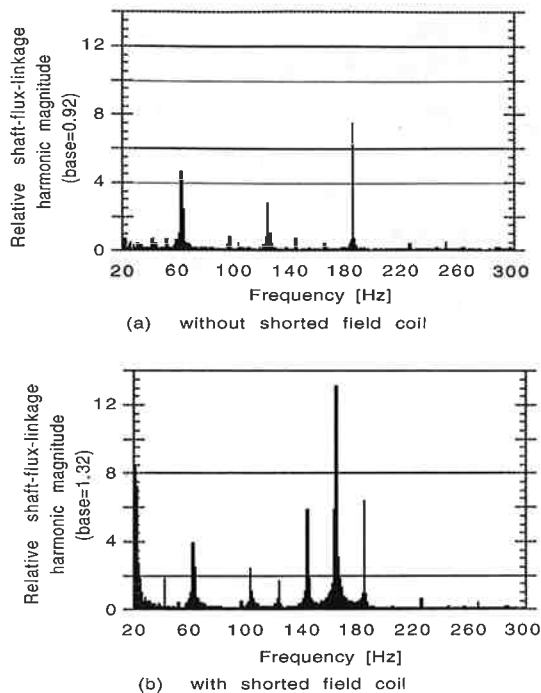 Relative shaft-flux-linkage
harmonic magnitude
(base=0.92)
12
8
4
0
20 60 100 140 180 220 260 300
Frequency [Hz]
(a) without shorted field coil
Relative shaft-flux-linkage
harmonic magnitude
(base=1.32)
12
8
4
0
20 60 100 140 180 220 260 300
Frequency [Hz]
(b) with shorted field coil